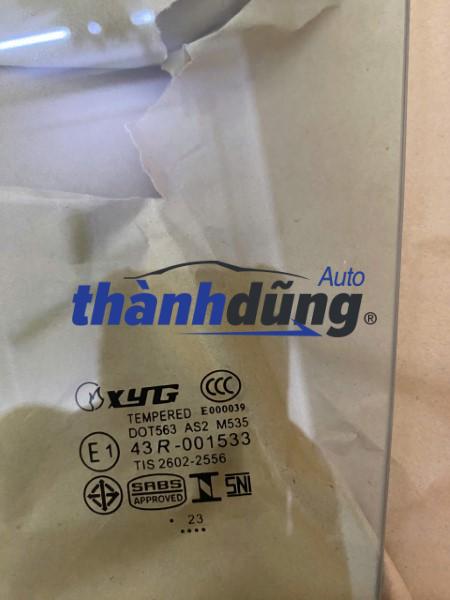 Auto
thànhdũng®
XYG CCC
TEMPERED E000039
DOT563 AS2 M535
E1 43R-001533
TIS 2602-2556
SABS
APPROVED
SNI
23